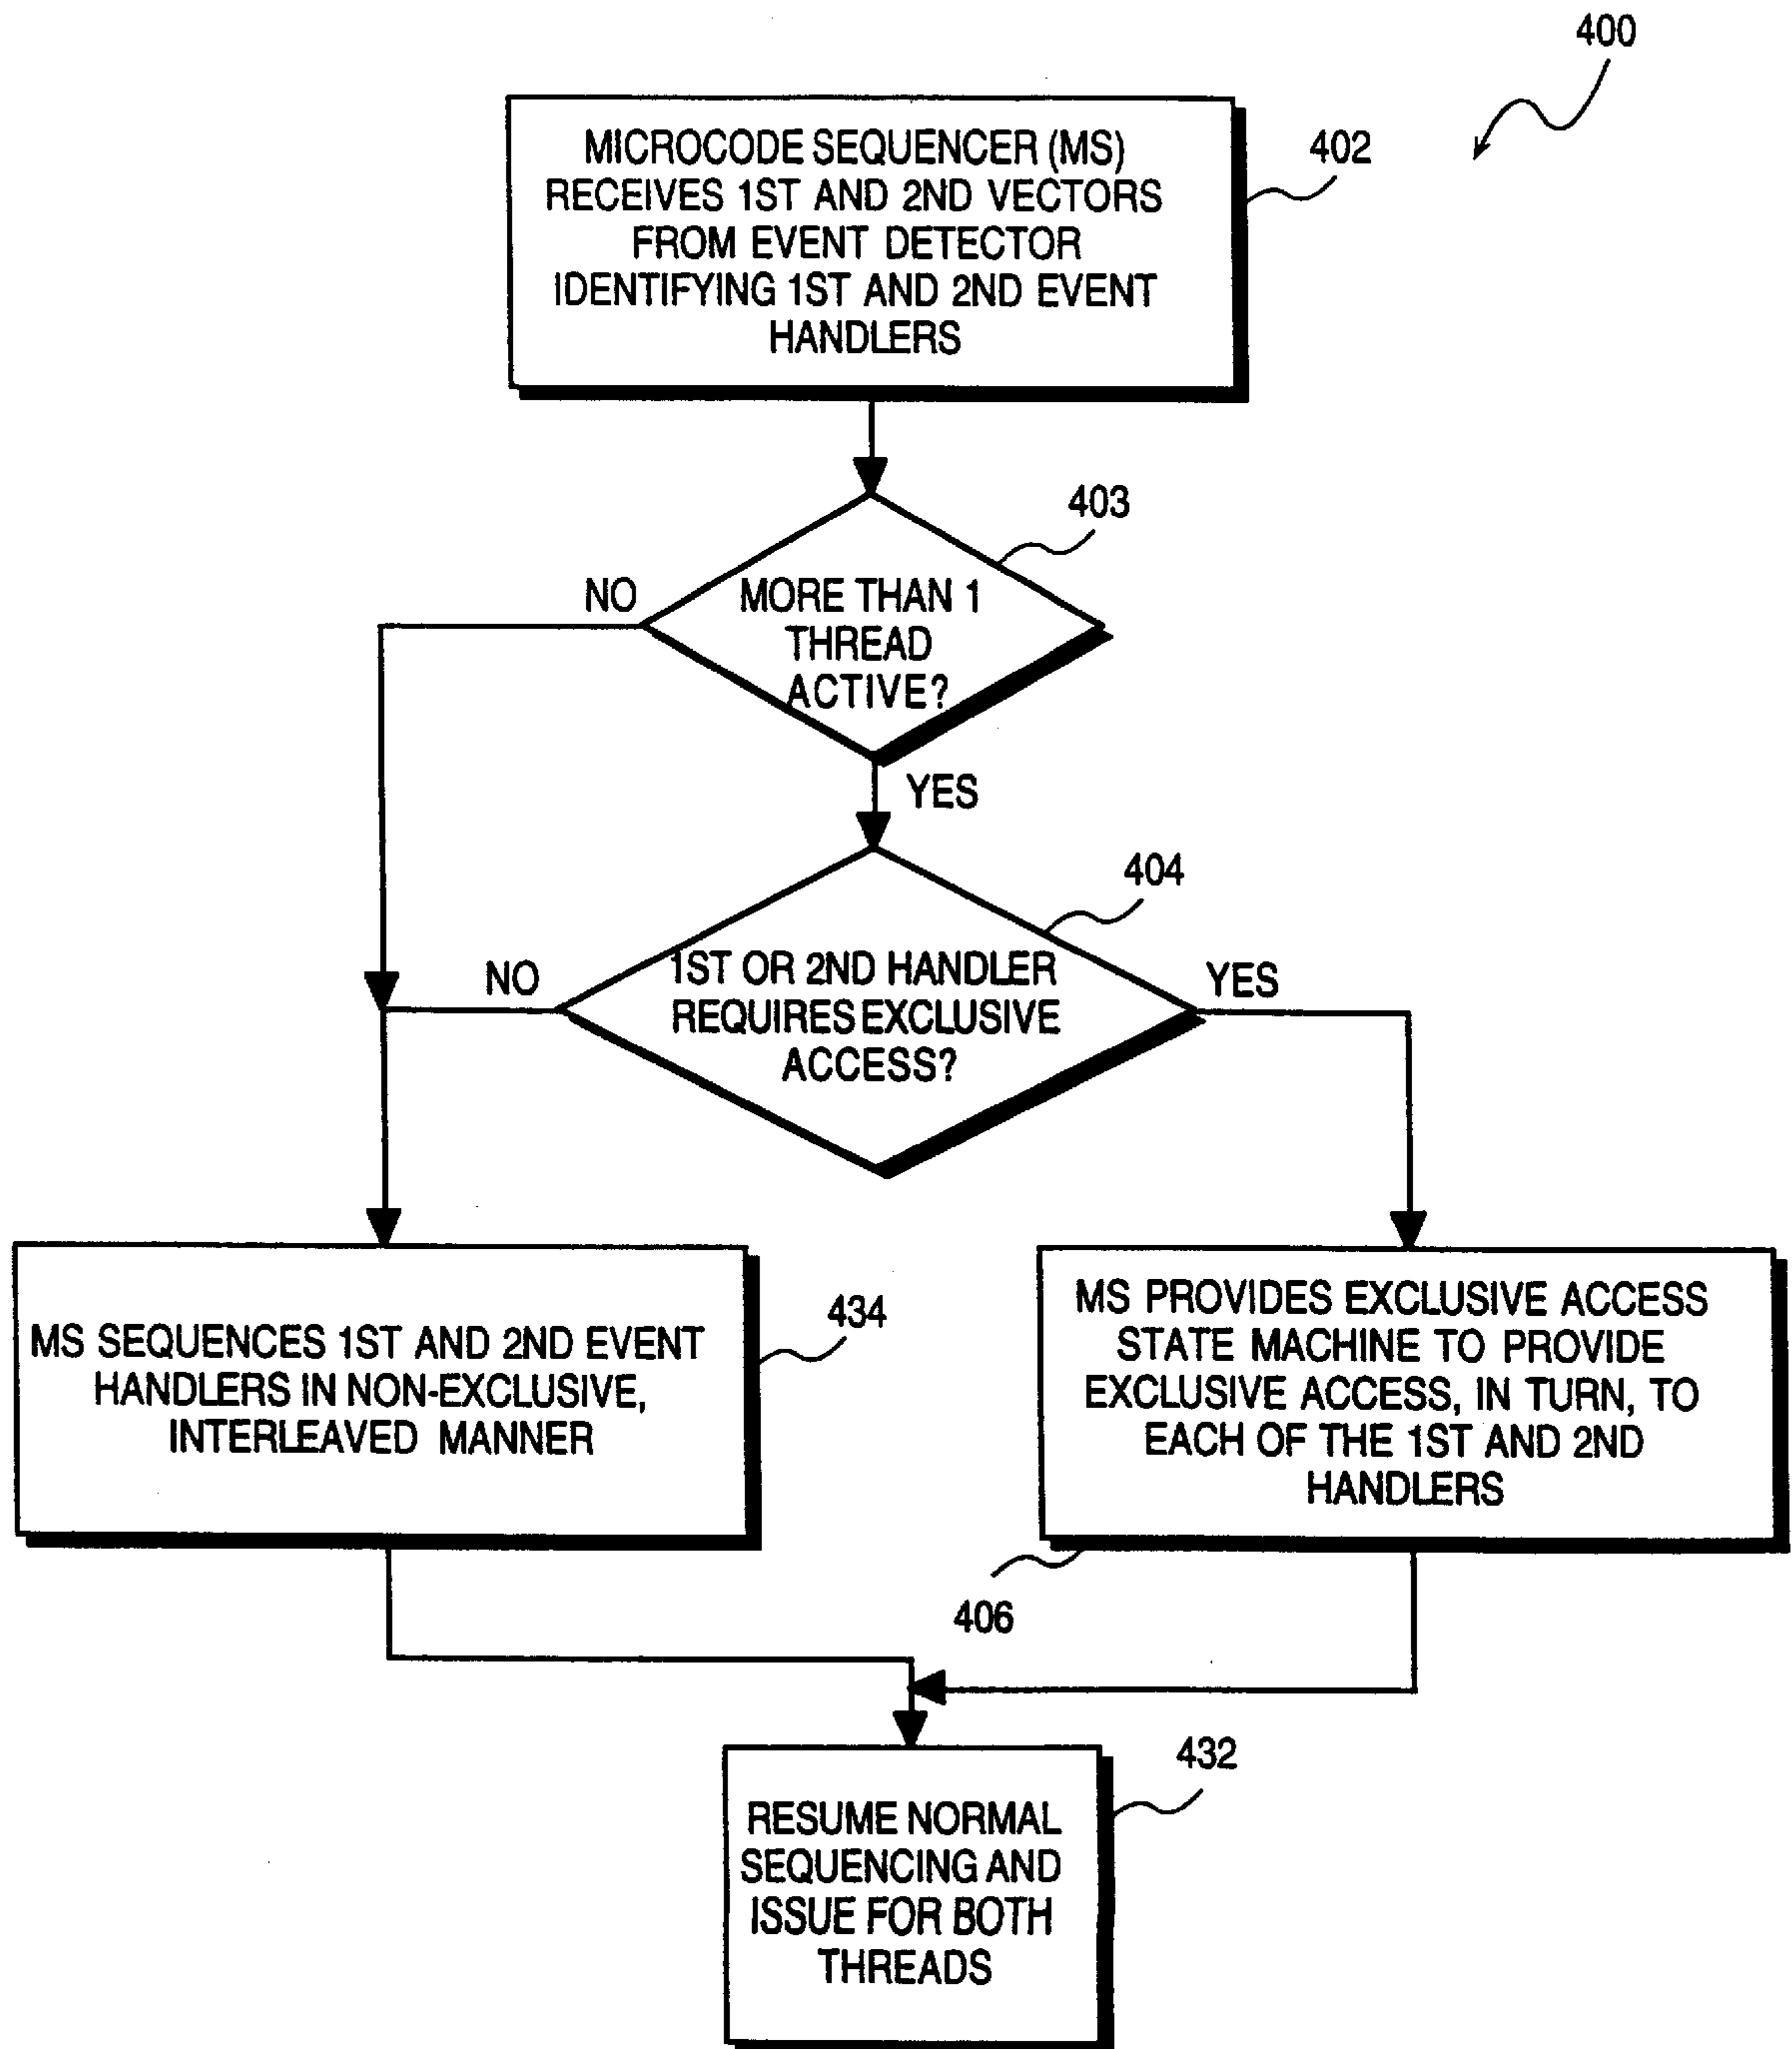 400
MICROCODE SEQUENCER (MS)
RECEIVES 1ST AND 2ND VECTORS
FROM EVENT DETECTOR
IDENTIFYING 1ST AND 2ND EVENT
HANDLERS
402
403
NO
MORE THAN 1
THREAD
ACTIVE?
YES
404
NO
1ST OR 2ND HANDLER
REQUIRES EXCLUSIVE
ACCESS?
YES
MS SEQUENCES 1ST AND 2ND EVENT
HANDLERS IN NON-EXCLUSIVE,
INTERLEAVED MANNER
434
MS PROVIDES EXCLUSIVE ACCESS
STATE MACHINE TO PROVIDE
EXCLUSIVE ACCESS, IN TURN, TO
EACH OF THE 1ST AND 2ND
HANDLERS
406
432
RESUME NORMAL
SEQUENCING AND
ISSUE FOR BOTH
THREADS